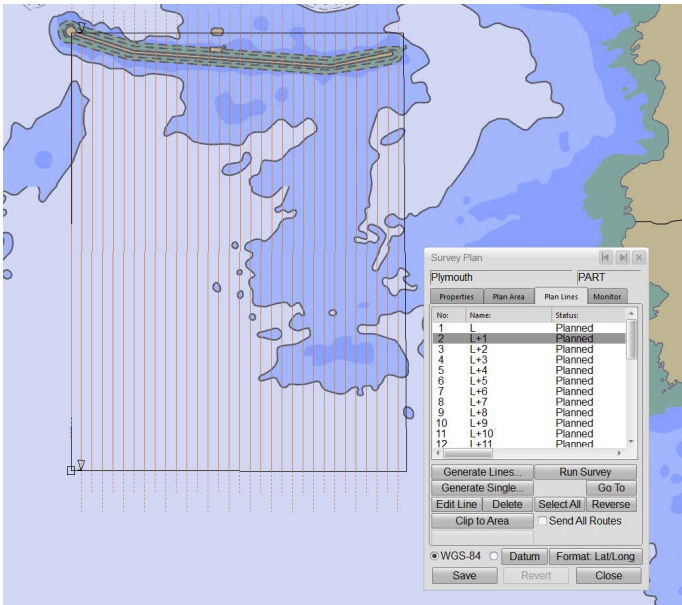 Survey Plan
Plymouth PART
Properties Plan Area Plan Lines Monitor
No: Name: Status:
1 L Planned
2 L+1 Planned
3 L+2 Planned
4 L+3 Planned
5 L+4 Planned
6 L+5 Planned
7 L+6 Planned
8 L+7 Planned
9 L+8 Planned
10 L+9 Planned
11 L+10 Planned
12 L+11 Planned
Generate Lines... Run Survey
Generate Single... Go To
Edit Line Delete Select All Reverse
Clip to Area Send All Routes
WGS-84 Datum Format: Lat/Long
Save Revert Close